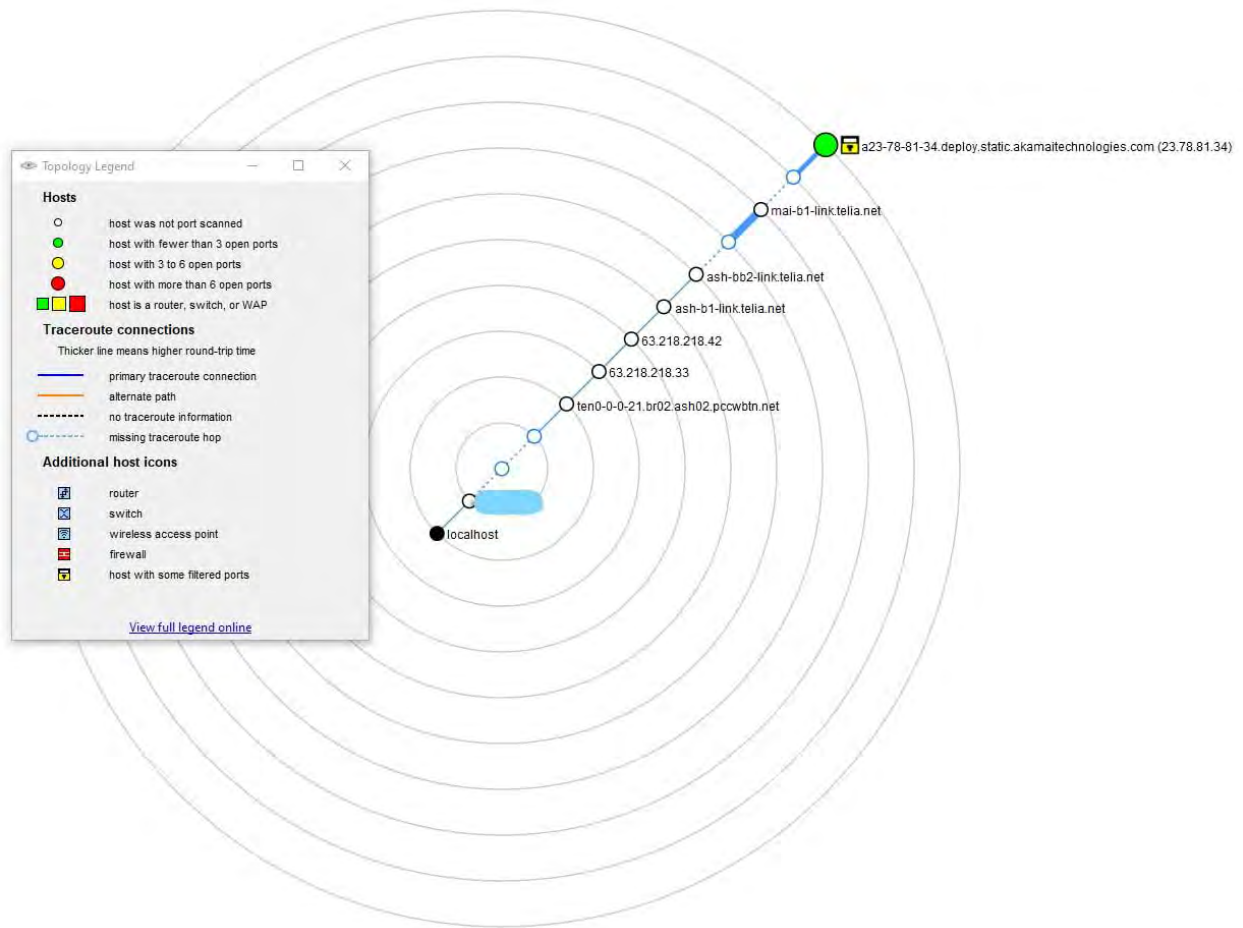 Topology Legend
Hosts
host was not port scanned
host with fewer than 3 open ports
host with 3 to 6 open ports
host with more than 6 open ports
host is a router, switch, or WAP
Traceroute connections
Thicker line means higher round-trip time
primary traceroute connection
alternate path
no traceroute information
missing traceroute hop
Additional host icons
router
switch
wireless access point
firewall
host with some filtered ports
View full legend online
a23-78-81-34.deploy.static.akamaitechnologies.com (23.78.81.34)
mai-b1-link.telia.net
ash-bb2-link.telia.net
ash-b1-link.telia.net
63.218.218.42
63.218.218.33
ten0-0-0-21.br02.ash02.pccwbtn.net
localhost